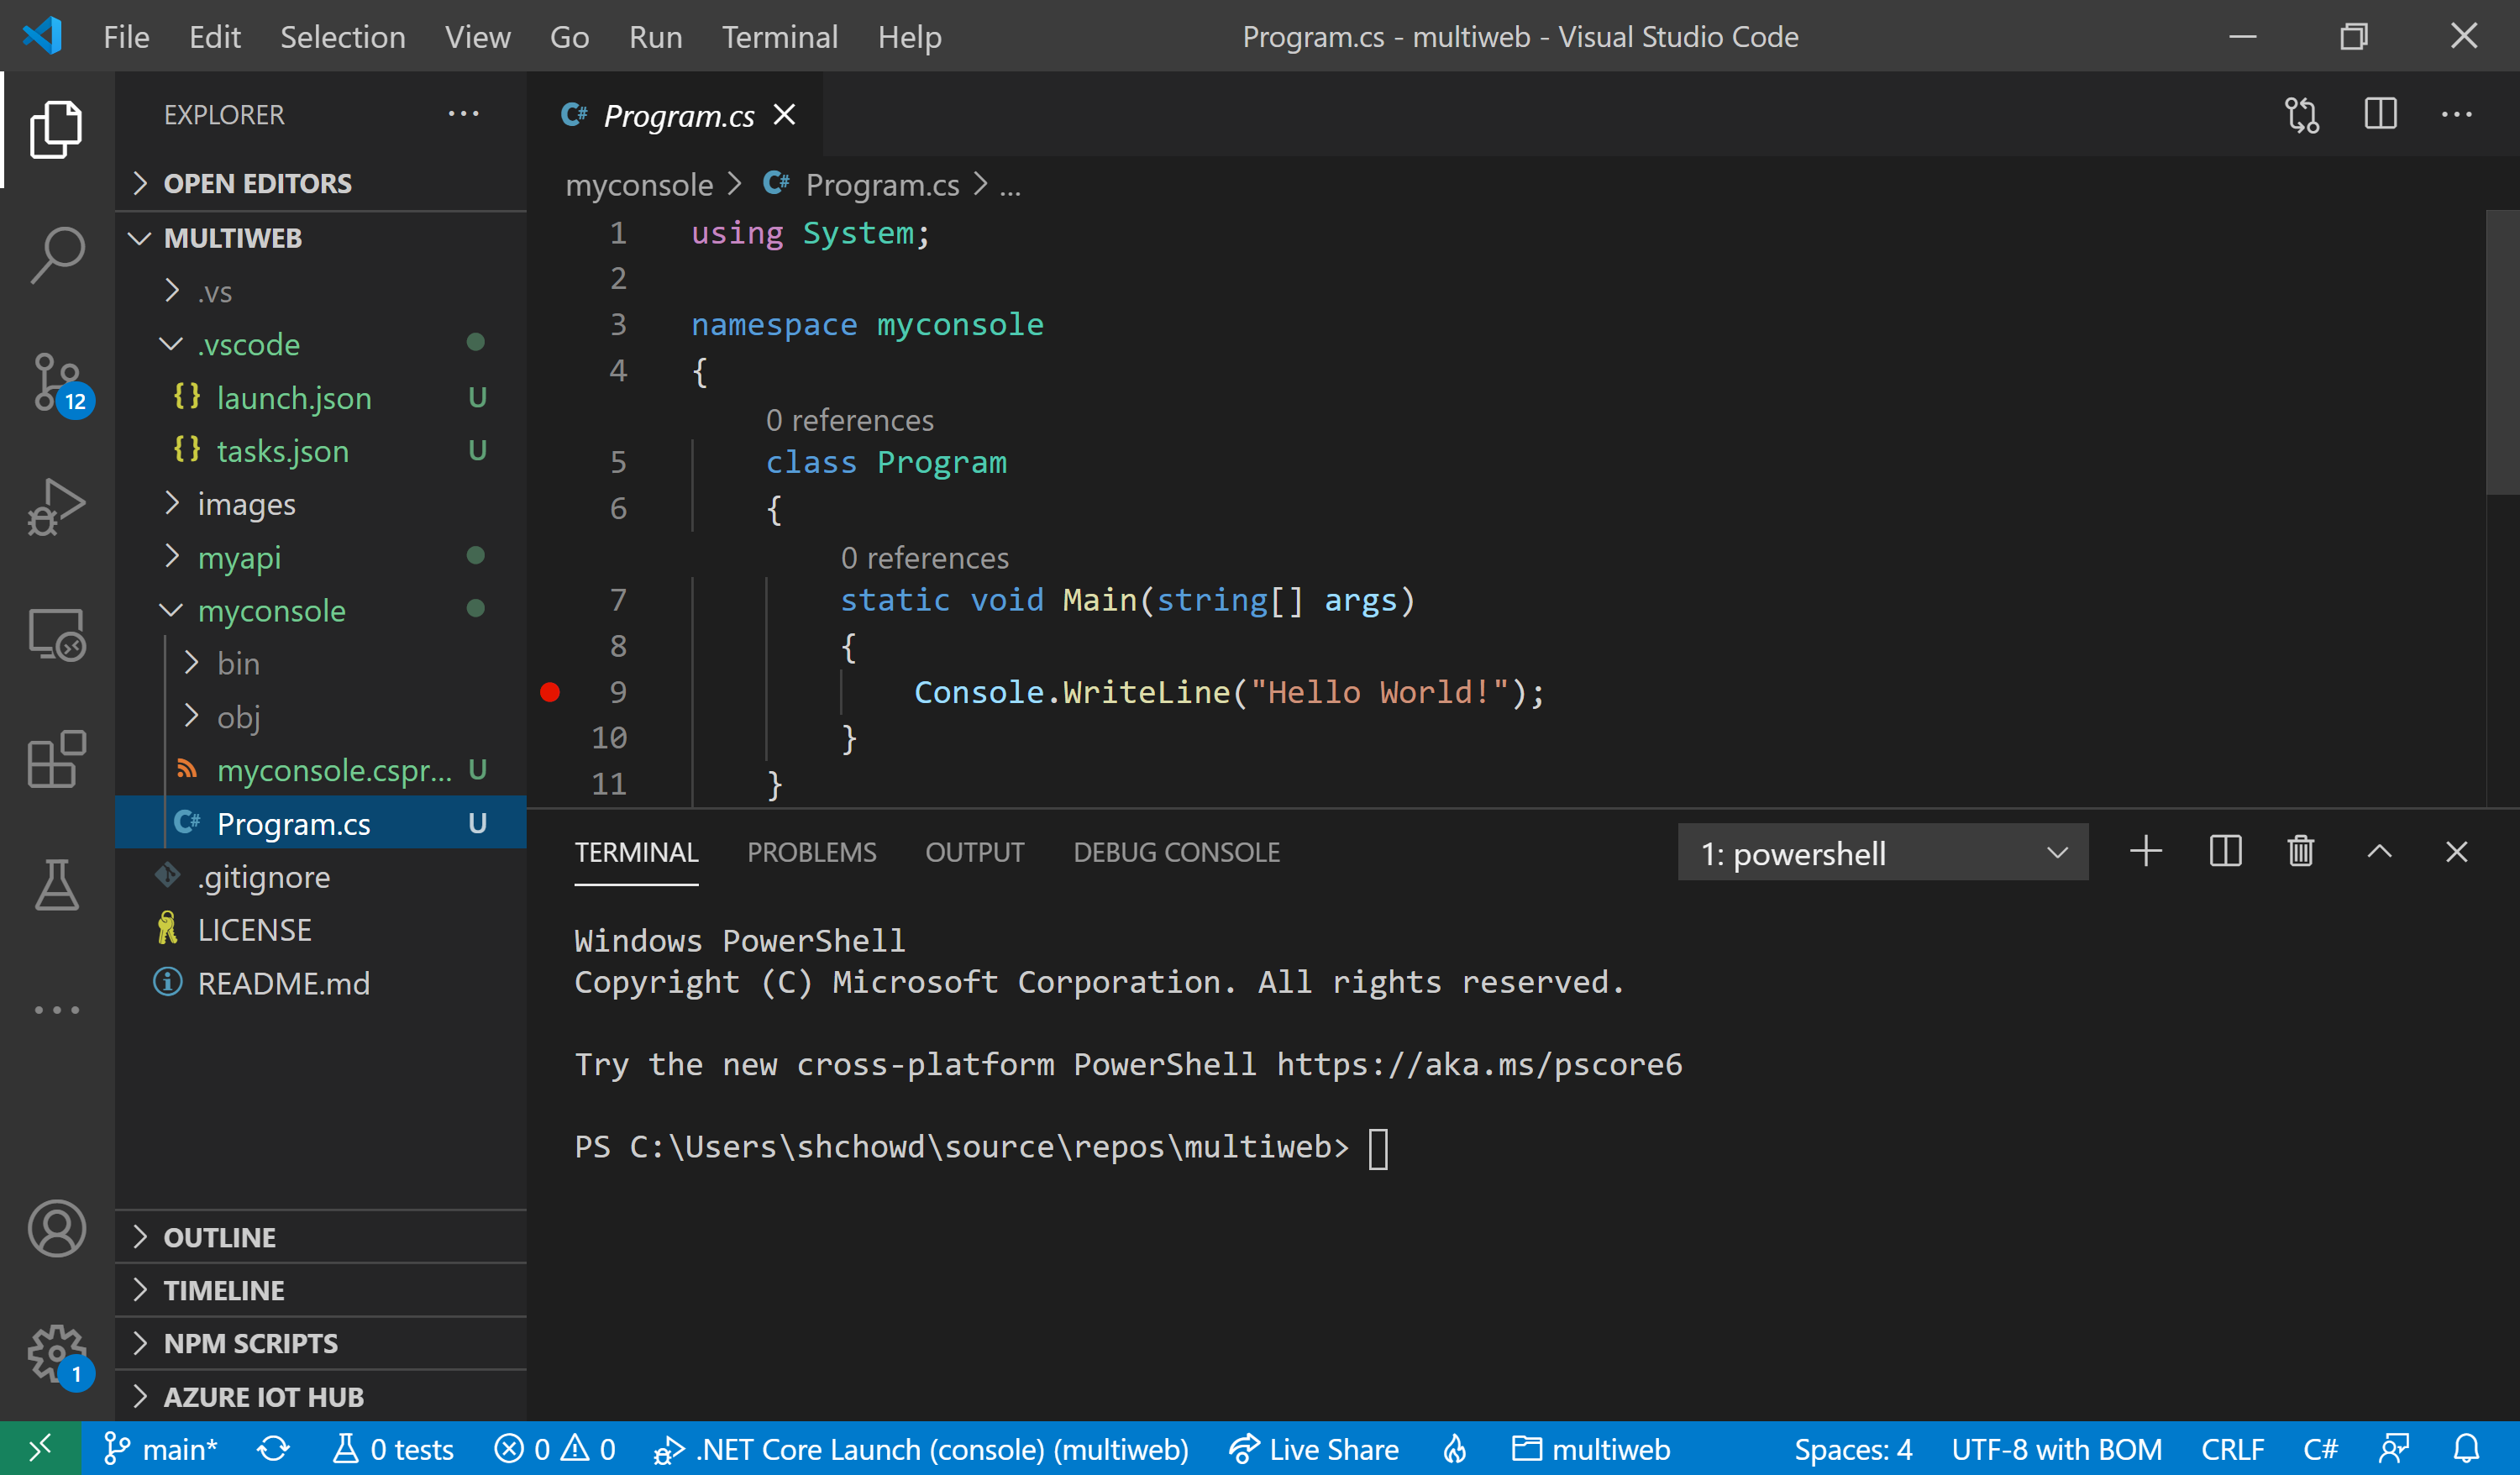 File Edit Selection View Go Run Terminal Help
Program.cs - multiweb - Visual Studio Code
EXPLORER
OPEN EDITORS
MULTIWEB
.vs
.vscode
{} launch.json U
{} tasks.json U
images
myapi
myconsole
bin
obj
myconsole.cspr... U
C# Program.cs U
.gitignore
LICENSE
README.md
OUTLINE
TIMELINE
NPM SCRIPTS
AZURE IOT HUB
12
1
C# Program.cs
myconsole > C# Program.cs > ...
1 using System;
2
3 namespace myconsole
4 {
0 references
5 class Program
6 {
0 references
7 static void Main(string[] args)
8 {
9 Console.WriteLine("Hello World!");
10 }
11 }
TERMINAL PROBLEMS OUTPUT DEBUG CONSOLE
1: powershell
Windows PowerShell
Copyright (C) Microsoft Corporation. All rights reserved.
Try the new cross-platform PowerShell https://aka.ms/pscore6
PS C:\Users\shchowd\source\repos\multiweb>
main* 0 tests 0 0 .NET Core Launch (console) (multiweb) Live Share multiweb Spaces: 4 UTF-8 with BOM CRLF C#